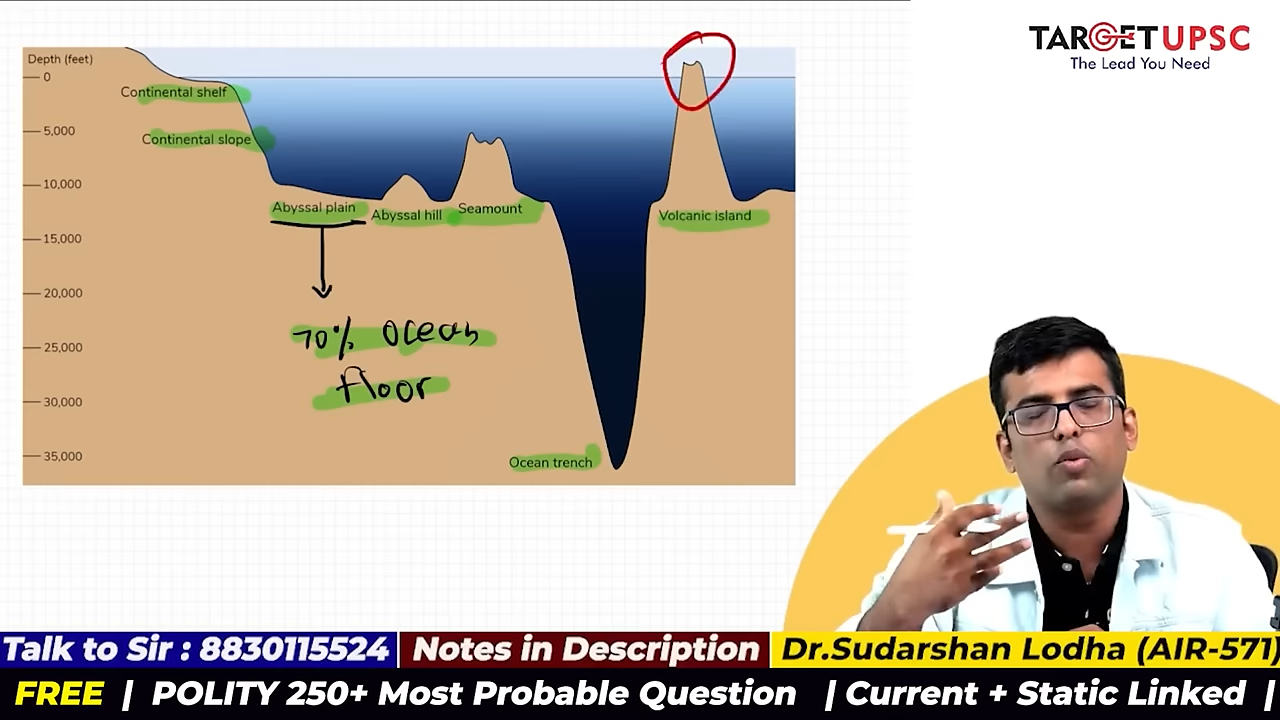 TARGET UPSC
The Lead You Need
Depth (feet)
0
Continental shelf
5,000
Continental slope
10,000
Abyssal plain
Abyssal hill
Seamount
Volcanic island
15,000
20,000
70% Ocean
25,000
floor
30,000
35,000
Ocean trench
Talk to Sir : 8830115524
Notes in Description
Dr.Sudarshan Lodha (AIR-571)
FREE | POLITY 250+ Most Probable Question | Current + Static Linked |